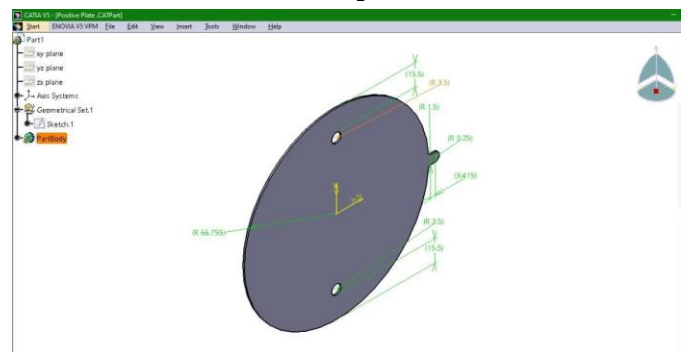 CATIA V5 - [Positive Plate .CATPart]
Start ENOVIA V5 VPM File Edit View Insert Tools Window Help
Part1
xy plane
yz plane
zx plane
Axis Systems
Geometrical Set.1
Sketch.1
PartBody
(15.5)
(R 3.5)
(R 1.5)
(R 3.25)
(3.415)
(R 66.755)
(R 3.5)
(15.5)